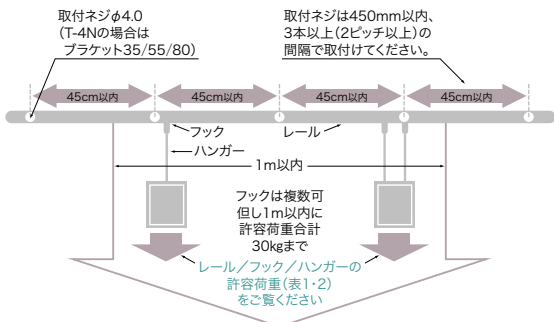 取付ネジφ4.0
(T-4Nの場合は
ブラケット35/55/80)
取付ネジは450mm以内、
3本以上(2ピッチ以上)の
間隔で取付けてください。
45cm以内
45cm以内
45cm以内
45cm以内
フック
レール
ハンガー
1m以内
フックは複数可
但し1m以内に
許容荷重合計
30kgまで
レール/フック/ハンガーの
許容荷重(表1・2)
をご覧ください